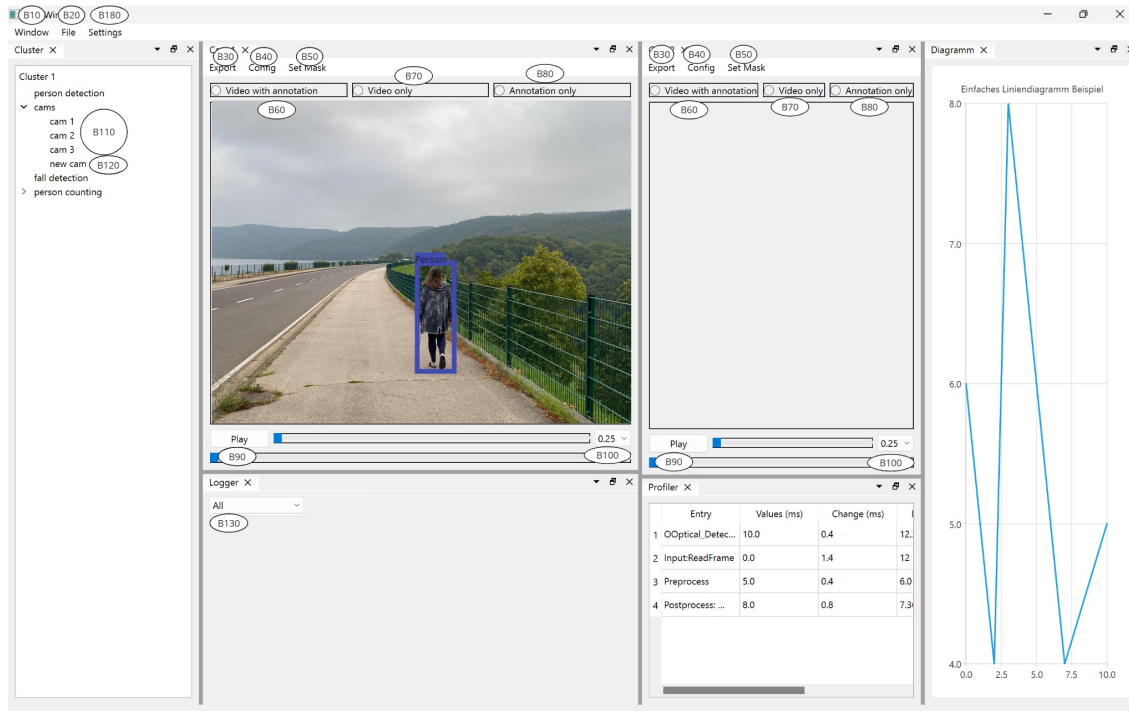 B10 Win B20 B180
Window File Settings
Cluster
Cluster 1
person detection
cams
cam 1
cam 2
cam 3
B110
new cam B120
fall detection
person counting
B30 B40 B50
Export Config Set Mask
B70 B80
Video with annotation Video only Annotation only
B60
Person
Play 0.25
B90 B100
Logger
All
B130
B30 B40 B50
Export Config Set Mask
Video with annotation Video only Annotation only
B60 B70 B80
Play 0.25
B90 B100
Profiler
Entry Values (ms) Change (ms)
1 OOptical_Detec... 10.0 0.4 12.
2 Input:ReadFrame 0.0 1.4 12
3 Preprocess 5.0 0.4 6.0
4 Postprocess: ... 8.0 0.8 7.3
Diagramm
Einfaches Liniendiagramm Beispiel
8.0
7.0
6.0
5.0
4.0
0.0 2.5 5.0 7.5 10.0